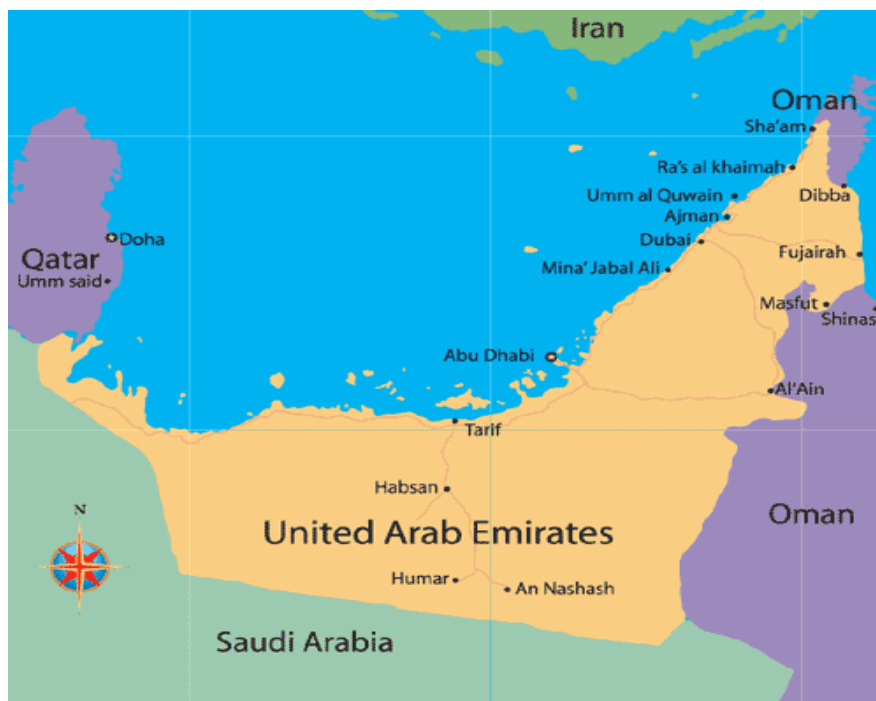 Iran
Oman
Sha'am
Ra's al khaimah
Umm al Quwain
Dibba
Ajman
Doha
Dubai
Qatar
Fujairah
Mina' Jabal Ali
Umm said
Masfut
Shinas
Abu Dhabi
Al'Ain
Tarif
Habsan
N
Oman
United Arab Emirates
Humar
An Nashash
Saudi Arabia